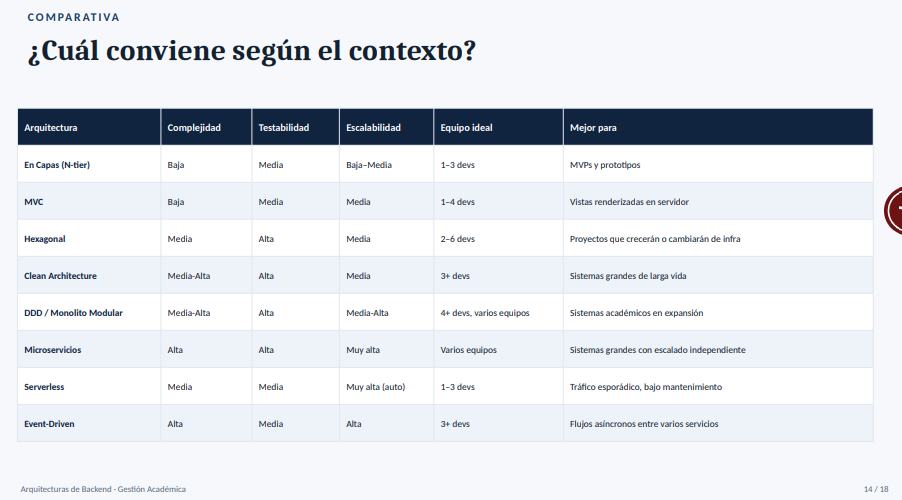 COMPARATIVA
¿Cuál conviene según el contexto?
Arquitectura Complejidad Testabilidad Escalabilidad Equipo ideal Mejor para
En Capas (N-tier) Baja Media Baja–Media 1–3 devs MVPs y prototipos
MVC Baja Media Media 1–4 devs Vistas renderizadas en servidor
Hexagonal Media Alta Media 2–6 devs Proyectos que crecerán o cambiarán de infra
Clean Architecture Media-Alta Alta Media 3+ devs Sistemas grandes de larga vida
DDD / Monolito Modular Media-Alta Alta Media-Alta 4+ devs, varios equipos Sistemas académicos en expansión
Microservicios Alta Alta Muy alta Varios equipos Sistemas grandes con escalado independiente
Serverless Media Media Muy alta (auto) 1–3 devs Tráfico esporádico, bajo mantenimiento
Event-Driven Alta Media Alta 3+ devs Flujos asíncronos entre varios servicios
Arquitecturas de Backend · Gestión Académica 14 / 18